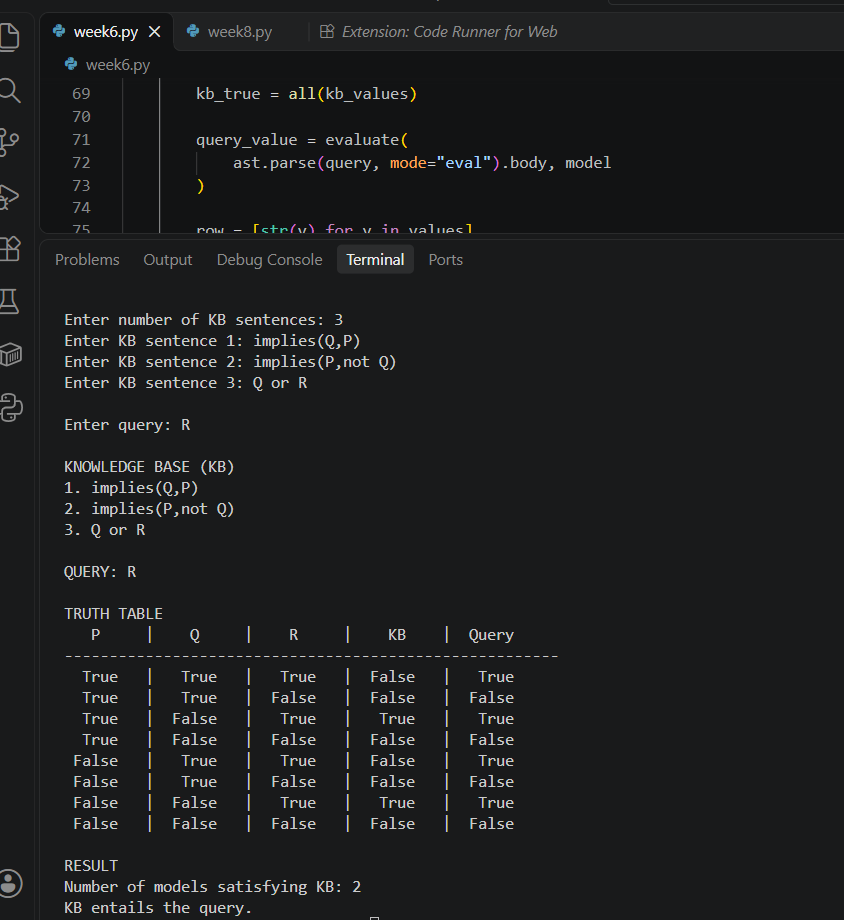 week6.py
week8.py
Extension: Code Runner for Web
week6.py
69 kb_true = all(kb_values)
70
71 query_value = evaluate(
72 ast.parse(query, mode="eval").body, model
73 )
74
75 row = [str(v) for v in values]
Problems Output Debug Console Terminal Ports
Enter number of KB sentences: 3
Enter KB sentence 1: implies(Q,P)
Enter KB sentence 2: implies(P,not Q)
Enter KB sentence 3: Q or R
Enter query: R
KNOWLEDGE BASE (KB)
1. implies(Q,P)
2. implies(P,not Q)
3. Q or R
QUERY: R
TRUTH TABLE
P | Q | R | KB | Query
------------------------------------------------------
True | True | True | False | True
True | True | False | False | False
True | False | True | True | True
True | False | False | False | False
False | True | True | False | True
False | True | False | False | False
False | False | True | True | True
False | False | False | False | False
RESULT
Number of models satisfying KB: 2
KB entails the query.